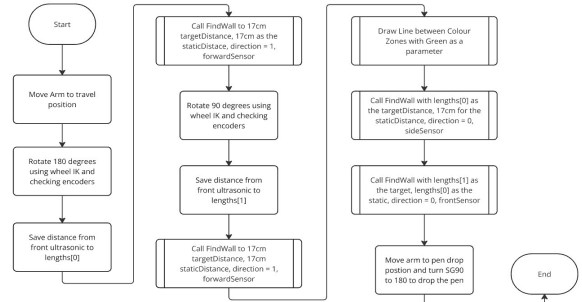 Start
Move Arm to travel
position
Rotate 180 degrees
using wheel IK and
checking encoders
Save distance from
front ultrasonic to
lengths[0]
Call FindWall to 17cm
targetDistance, 17cm as the
staticDistace, direction = 1,
forwardSensor
Rotate 90 degrees using
wheel IK and checking
encoders
Save distance from
front ultrasonic to
lengths[1]
Call FindWall to 17cm
targetDistance, 17cm
staticDistance, direction = 1,
forwardSensor
Draw Line between Colour
Zones with Green as a
parameter
Call FindWall with lengths[0] as
the targetDistance, 17cm for the
staticDistance, direction = 0,
sideSensor
Call FindWall with lengths[1] as
the target, lengths[0] as the
static, direction = 0, frontSensor
Move arm to pen drop
postion and turn SG90
to 180 to drop the pen
End